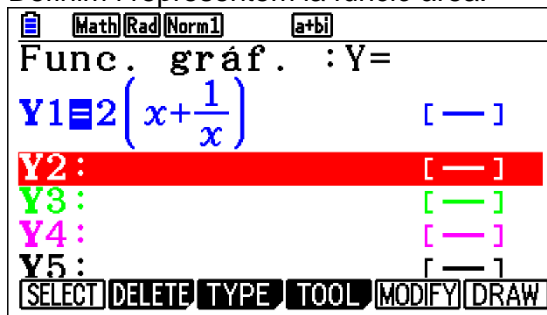 Definim i representem la funció àrea:
Math Rad Norm1 a+bi
Func. gráf. :Y=
Y1=2(x+1/x) [—]
Y2: [—]
Y3: [—]
Y4: [—]
Y5: [—]
SELECT DELETE TYPE TOOL MODIFY DRAW